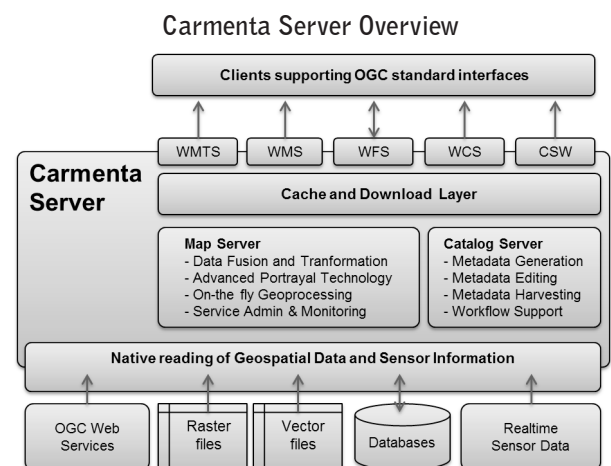 Carmenta Server Overview
Clients supporting OGC standard interfaces
WMTS
WMS
WFS
WCS
CSW
Carmenta
Server
Cache and Download Layer
Map Server
- Data Fusion and Tranformation
- Advanced Portrayal Technology
- On-the fly Geoprocessing
- Service Admin & Monitoring
Catalog Server
- Metadata Generation
- Metadata Editing
- Metadata Harvesting
- Workflow Support
Native reading of Geospatial Data and Sensor Information
OGC Web
Services
Raster
files
Vector
files
Databases
Realtime
Sensor Data